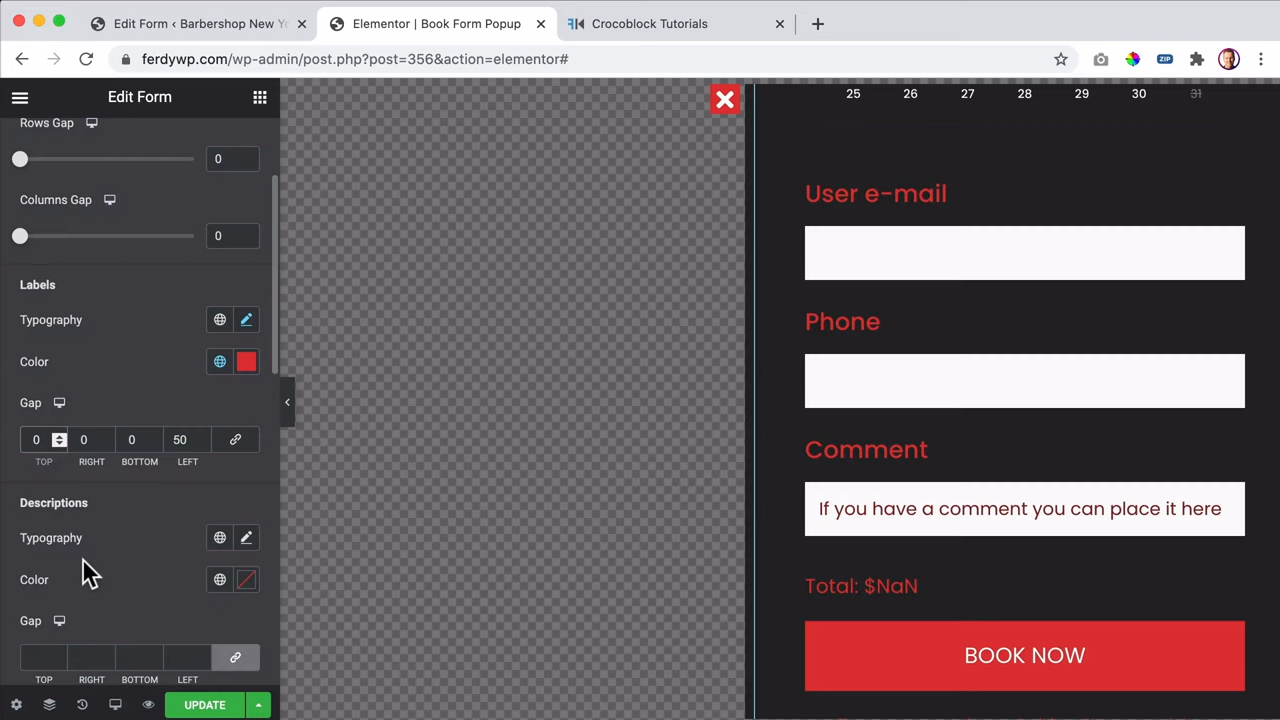 Edit Form ‹ Barbershop New Yo
Elementor | Book Form Popup
Crocoblock Tutorials
ferdywp.com/wp-admin/post.php?post=356&action=elementor#
ZIP
Edit Form
Rows Gap
0
Columns Gap
0
Labels
Typography
Color
Gap
0 0 0 50
TOP RIGHT BOTTOM LEFT
Descriptions
Typography
Color
Gap
TOP RIGHT BOTTOM LEFT
UPDATE
25 26 27 28 29 30 31
User e-mail
Phone
Comment
If you have a comment you can place it here
Total: $NaN
BOOK NOW